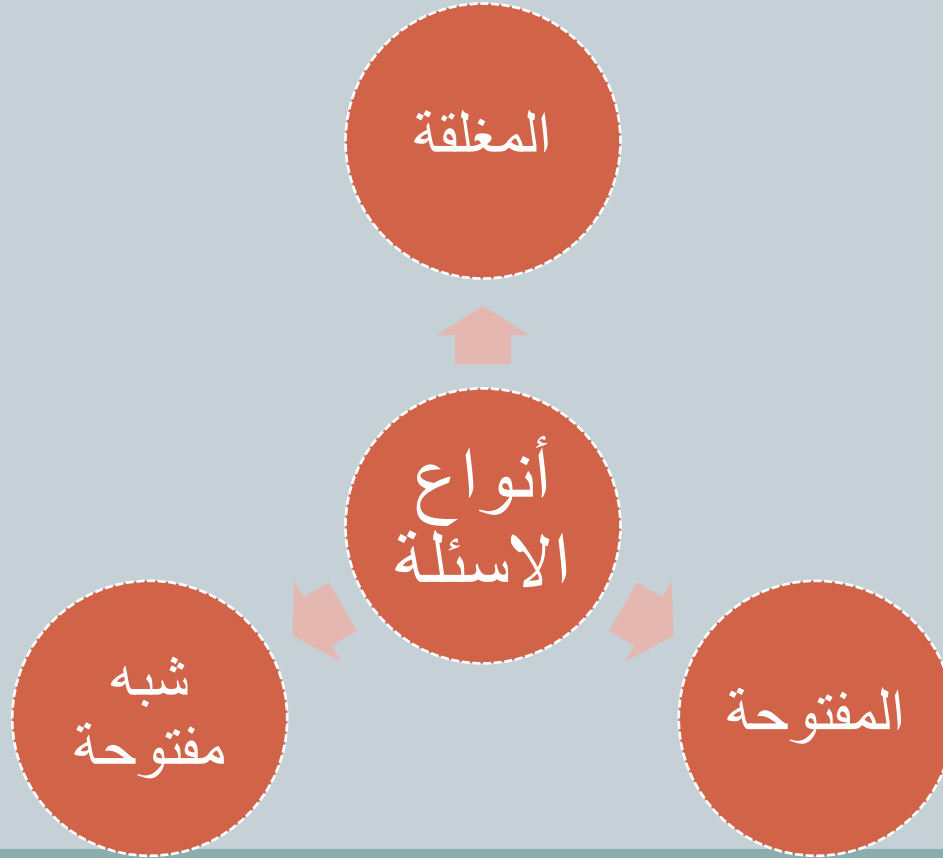 المغلقة
أنواع
الاسئلة
المفتوحة
شبه
مفتوحة